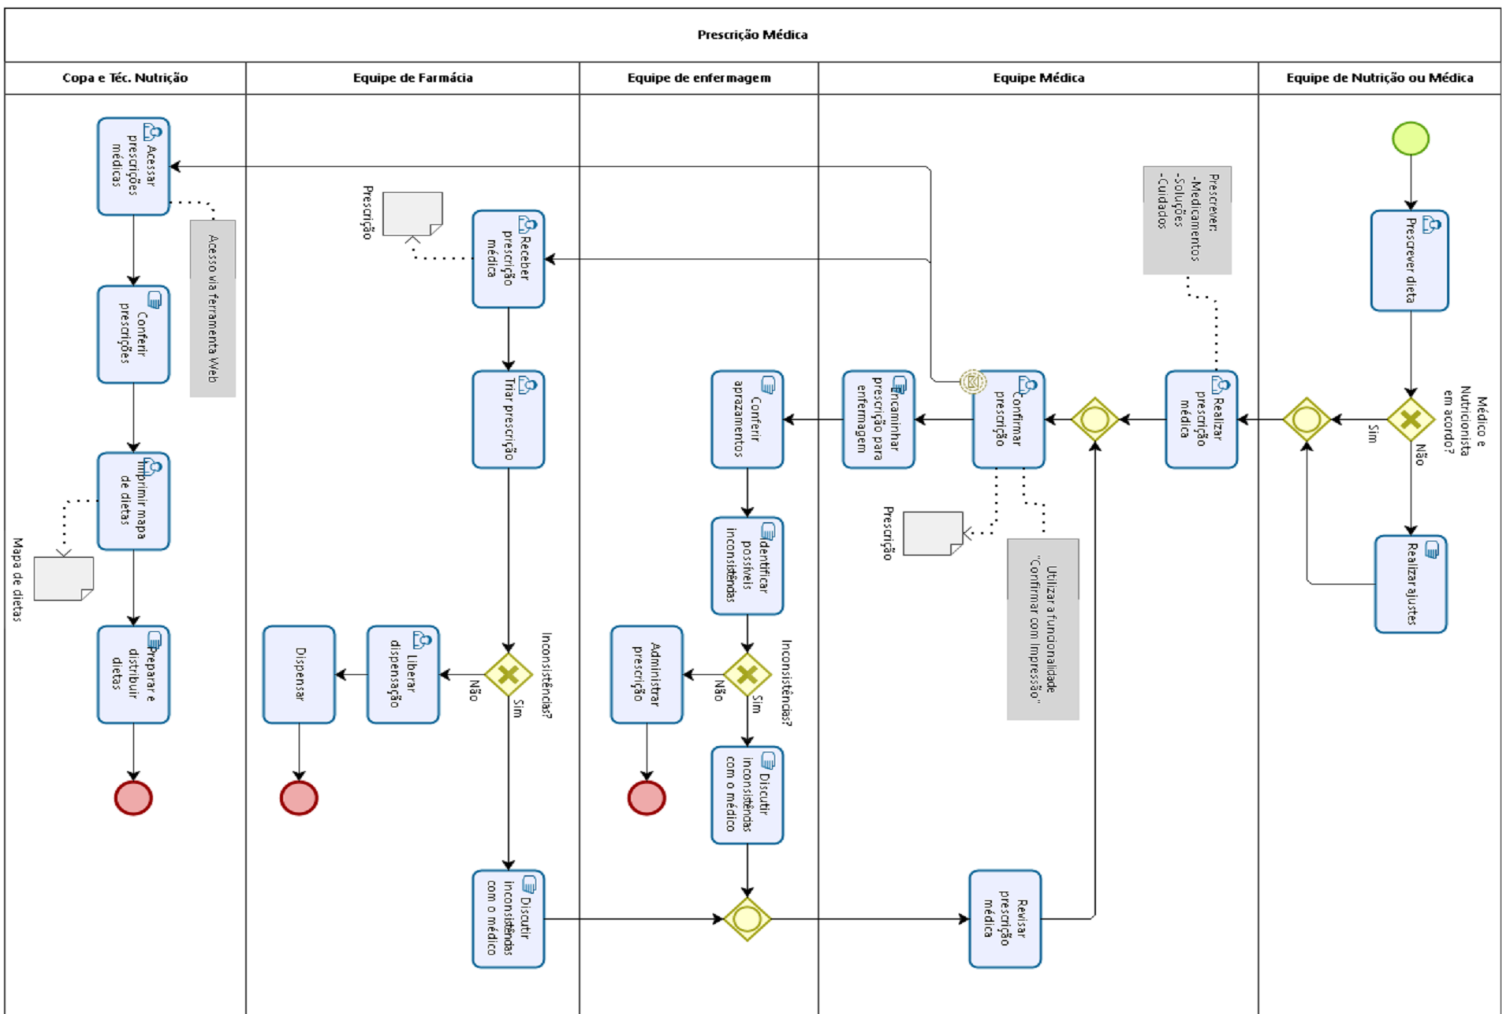 Prescrição Médica
Copa e Téc. Nutrição
Equipe de Farmácia
Equipe de enfermagem
Equipe Médica
Equipe de Nutrição ou Médica
Acessar
prescrições
médicas
Acesso via ferramenta Web
Conferir
prescrições
Imprimir mapa
de dietas
Mapa de dietas
Preparar e
distribuir
dietas
Prescrição
Receber
prescrição
médica
Triar prescrição
Inconsistências?
Não
Sim
Liberar
dispensação
Dispensar
Discutir
inconsistências
com o médico
Conferir
aprazamentos
Identificar
possíveis
inconsistências
Inconsistências?
Não
Sim
Administrar
prescrição
Discutir
inconsistências
com o médico
Prescrever:
-Medicamentos
-Soluções
-Cuidados
Realizar
prescrição
médica
Confirmar
prescrição
Encaminhar
prescrição para
enfermagem
Prescrição
Utilizar a funcionalidade
"Confirmar com Impressão"
Revisar
prescrição
médica
Prescrever dieta
Médico e
Nutricionista
em acordo?
Sim
Não
Realizar ajustes